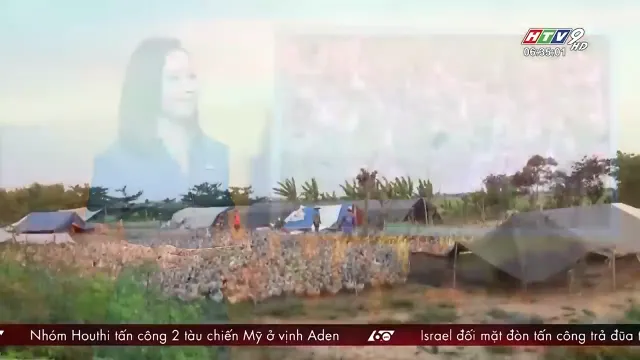 HTV9 HD
06:35:01
Nhóm Houthi tấn công 2 tàu chiến Mỹ ở vịnh Aden 60 Israel đối mặt đòn tấn công trả đũa